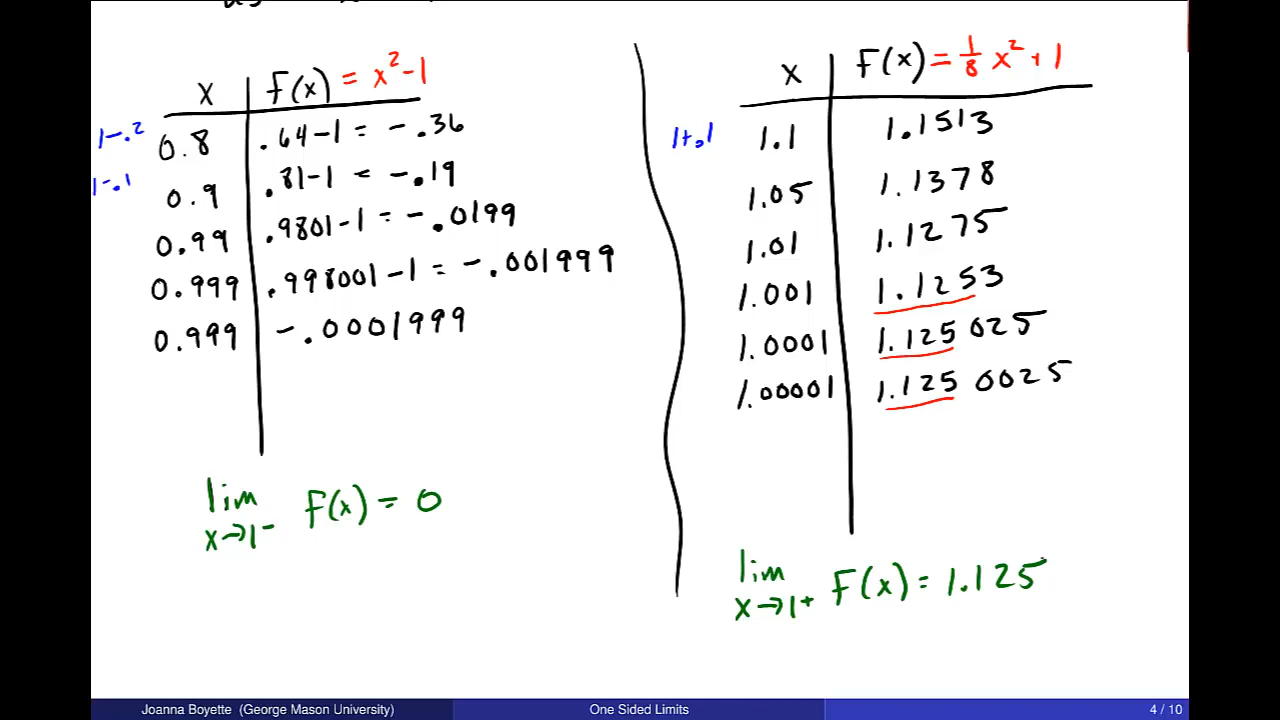 x | F(x) = x² - 1
1-.2 0.8 | .64-1 = -.36
1-.1 0.9 | .81-1 = -.19
0.99 | .9801-1 = -.0199
0.999 | .998001-1 = -.001999
0.999 | -.0001999
lim x→1⁻ F(x) = 0
x | F(x) = 1/8 x² + 1
1+.1 1.1 | 1.1513
1.05 | 1.1378
1.01 | 1.1275
1.001 | 1.1253
1.0001 | 1.125025
1.00001 | 1.1250025
lim x→1⁺ F(x) = 1.125
Joanna Boyette (George Mason University) One Sided Limits 4 / 10